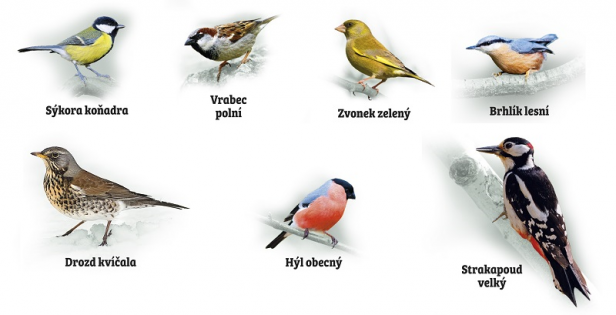 Sýkora koňadra
Vrabec
polní
Zvonek zelený
Brhlík lesní
Drozd kvíčala
Hýl obecný
Strakapoud
velký